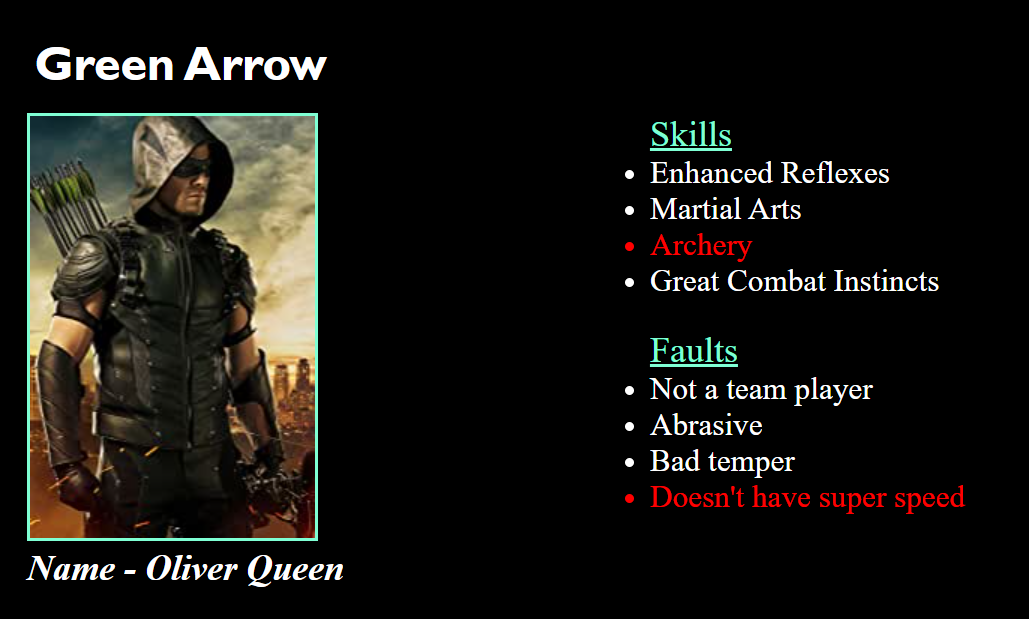 Green Arrow
Skills
Enhanced Reflexes
Martial Arts
Archery
Great Combat Instincts
Faults
Not a team player
Abrasive
Bad temper
Doesn't have super speed
Name - Oliver Queen